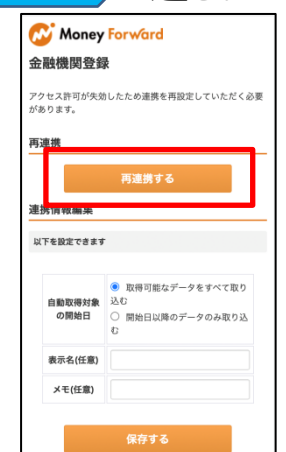 Money Forward
金融機関登録
アクセス許可が失効したため連携を再設定していただく必要
があります。
再連携
再連携する
連携情報編集
以下を設定できます
自動取得対象
の開始日
取得可能なデータをすべて取り
込む
開始日以降のデータのみ取り込
む
表示名(任意)
メモ(任意)
保存する